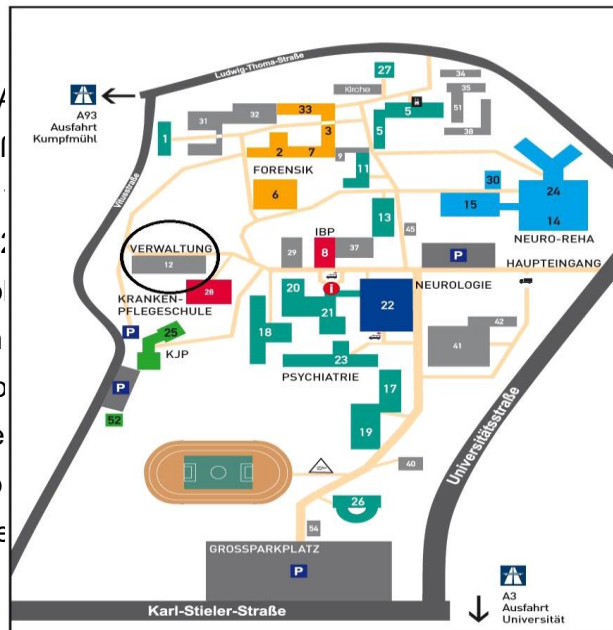 Ludwig-Thoma-Straße
27
34
35
51
38
Kirche
A93
Ausfahrt
Kumpfmühl
33
32
31
3
5
5
1
2
7
9
11
FORENSIK
6
30
24
15
14
13
45
Vitusstraße
NEURO-REHA
IBP
VERWALTUNG
12
29
8
37
P
HAUPTEINGANG
KRANKEN-
PFLEGESCHULE
28
i
NEUROLOGIE
20
21
22
P
25
KJP
18
42
41
23
PSYCHIATRIE
P
52
17
19
40
Universitätsstraße
26
54
GROSSPARKPLATZ
P
Karl-Stieler-Straße
A3
Ausfahrt
Universität